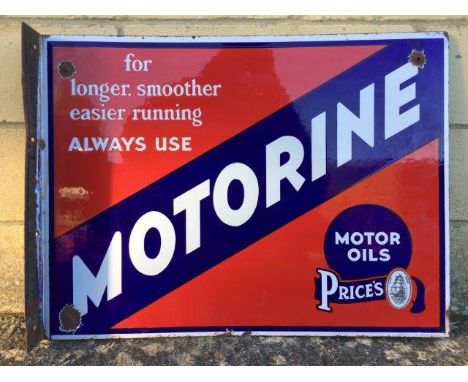 for
longer. smoother
easier running
ALWAYS USE
MOTORINE
MOTOR
OILS
PRICE'S